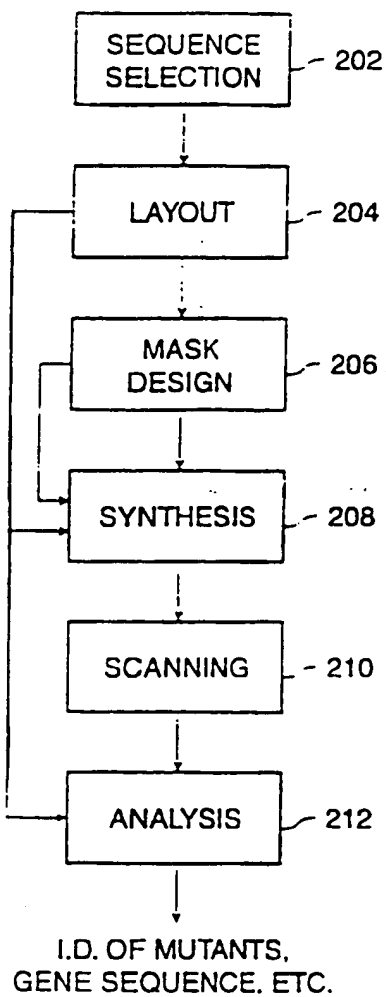 SEQUENCE
SELECTION
202
LAYOUT
204
MASK
DESIGN
206
SYNTHESIS
208
SCANNING
210
ANALYSIS
212
I.D. OF MUTANTS,
GENE SEQUENCE, ETC.